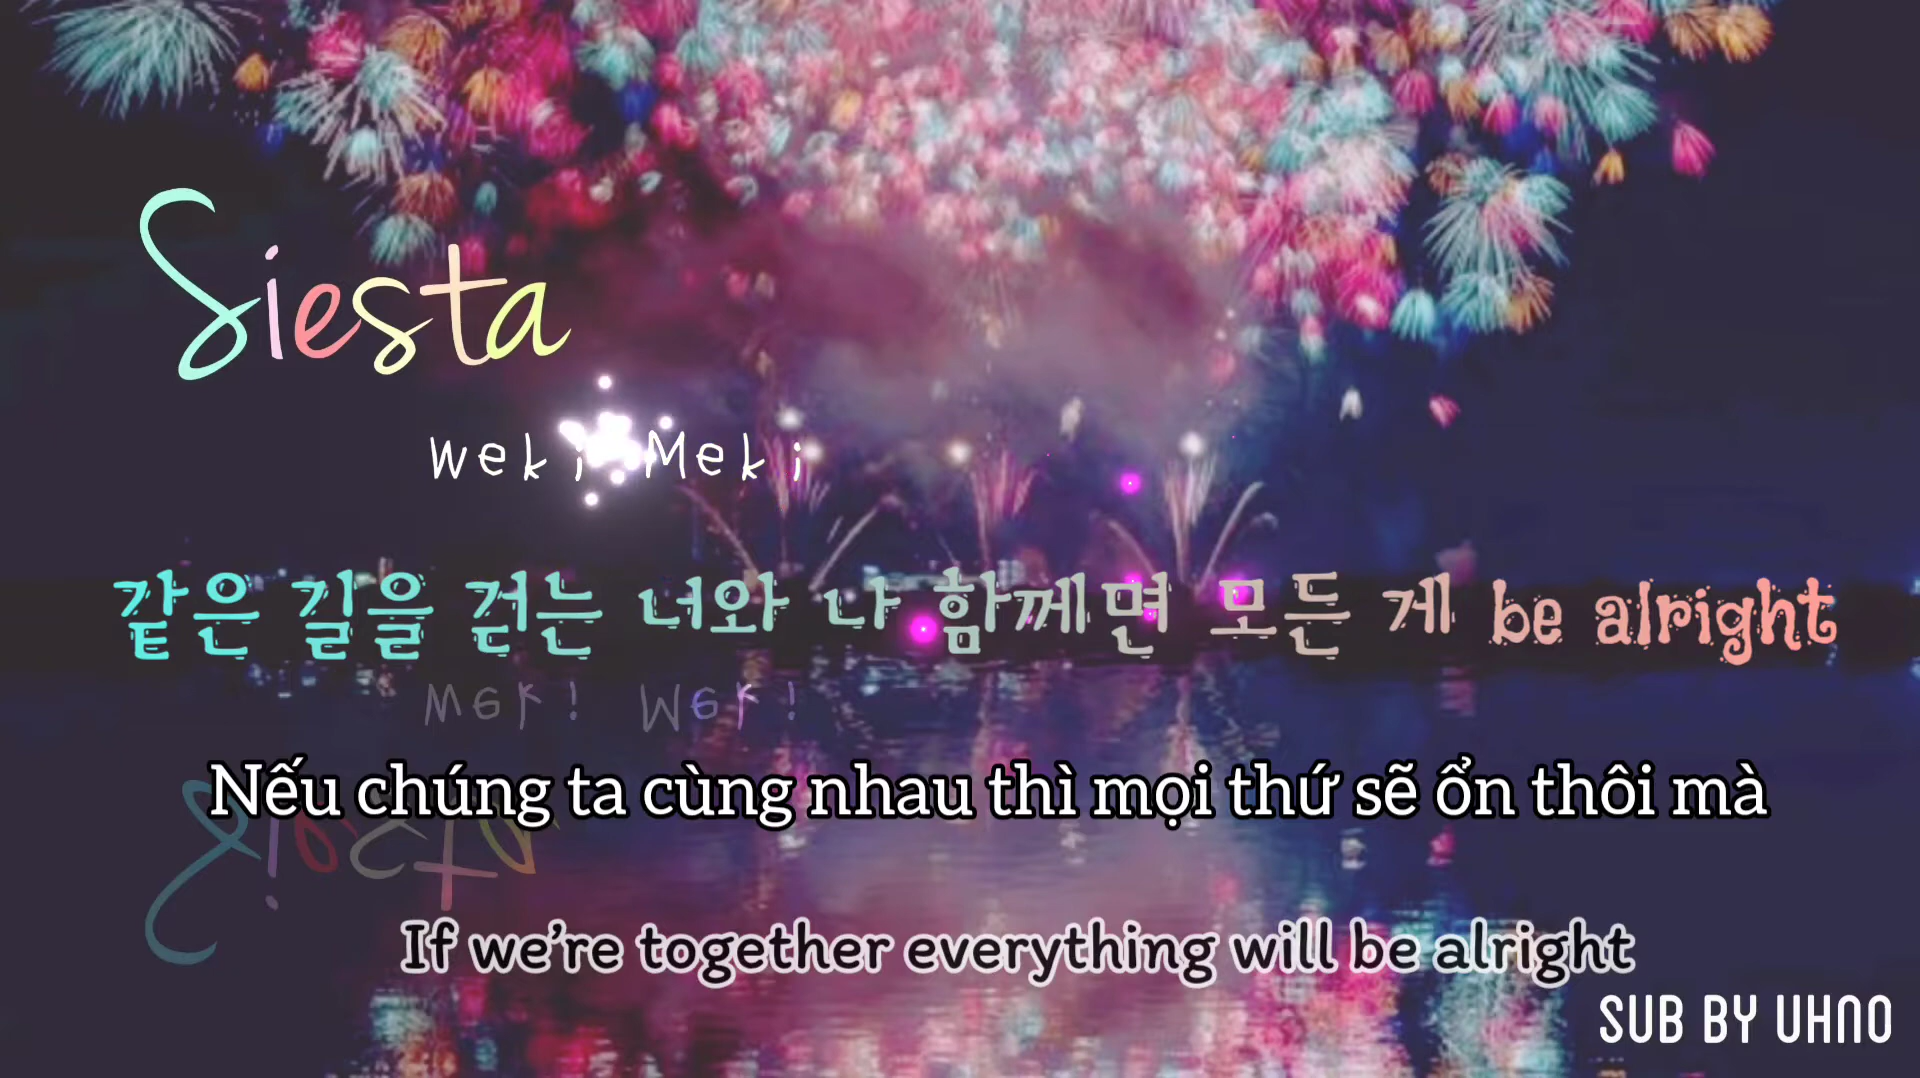 Siesta
Weki Meki
같은 길을 걷는 너와 나 함께면 모든 게 be alright
Nếu chúng ta cùng nhau thì mọi thứ sẽ ổn thôi mà
If we're together everything will be alright
SUB BY UHNO